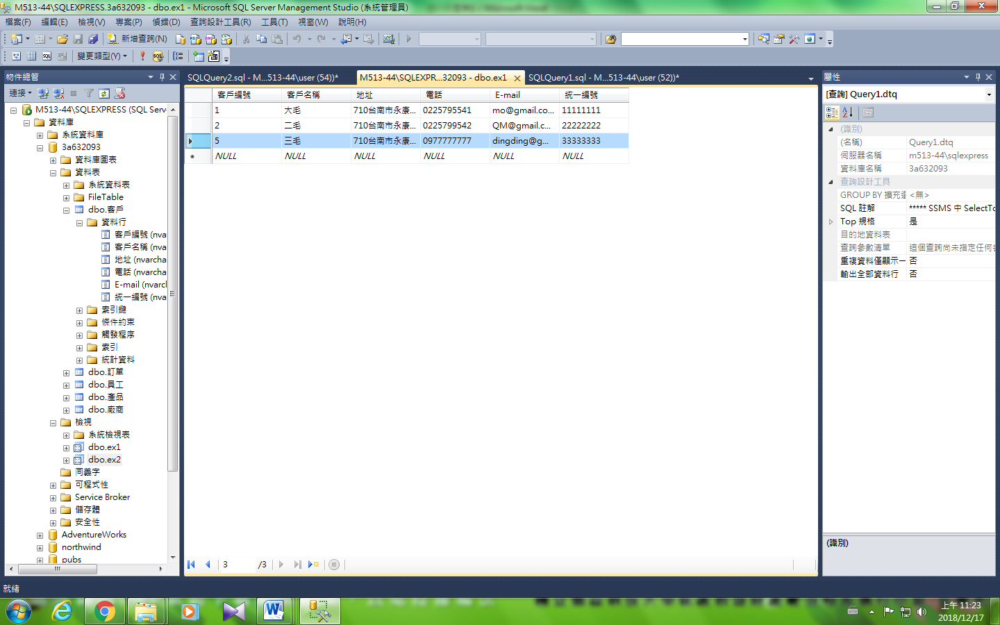 M513-44\SQLEXPRESS.3a632093 - dbo.ex1 - Microsoft SQL Server Management Studio (系統管理員)
檔案(F) 編輯(E) 檢視(V) 專案(P) 偵錯(D) 查詢設計工具(R) 工具(T) 視窗(W) 說明(H)
新增查詢(N)
變更類型(Y)
物件總管
連接
M513-44\SQLEXPRESS (SQL Serv
資料庫
系統資料庫
3a632093
資料庫圖表
資料表
系統資料表
FileTable
dbo.客戶
資料行
客戶編號 (nva
客戶名稱 (nva
地址 (nvarcha
電話 (nvarcha
E-mail (nvarcl
統一編號 (nva
索引鍵
條件約束
觸發程序
索引
統計資料
dbo.訂單
dbo.員工
dbo.產品
dbo.廠商
檢視
系統檢視表
dbo.ex1
dbo.ex2
同義字
可程式性
Service Broker
儲存體
安全性
AdventureWorks
northwind
pubs
SQLQuery2.sql - M...513-44\user (54))* M513-44\SQLEXPR...32093 - dbo.ex1 SQLQuery1.sql - M...513-44\user (52))*
客戶編號 客戶名稱 地址 電話 E-mail 統一編號
1 大毛 710台南市永康... 0225795541 mo@gmail.co... 11111111
2 二毛 710台南市永康... 0225799542 QM@gmail.c... 22222222
5 三毛 710台南市永康... 0977777777 dingding@g... 33333333
NULL NULL NULL NULL NULL NULL
3 /3
屬性
[查詢] Query1.dtq
(識別)
(名稱) Query1.dtq
伺服器名稱 m513-44\sqlexpress
資料庫名稱 3a632093
查詢設計工具
GROUP BY 擴充選 <無>
SQL 註解 ***** SSMS 中 SelectTo
Top 規格 是
目的地資料表
查詢參數清單 這個查詢尚未指定任何參
重複資料僅顯示一 否
輸出全部資料行 否
(識別)
就緒
上午 11:23
2018/12/17